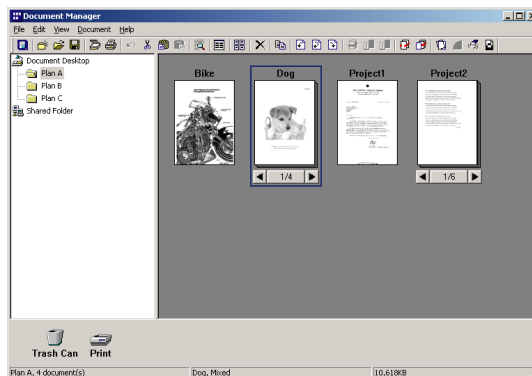 Document Manager
File Edit View Document Help
Document Desktop
Plan A
Plan B
Plan C
Shared Folder
Bike Dog Project1 Project2
1/4 1/6
Trash Can Print
Plan A, 4 document(s) Dog, Mixed 10,618KB